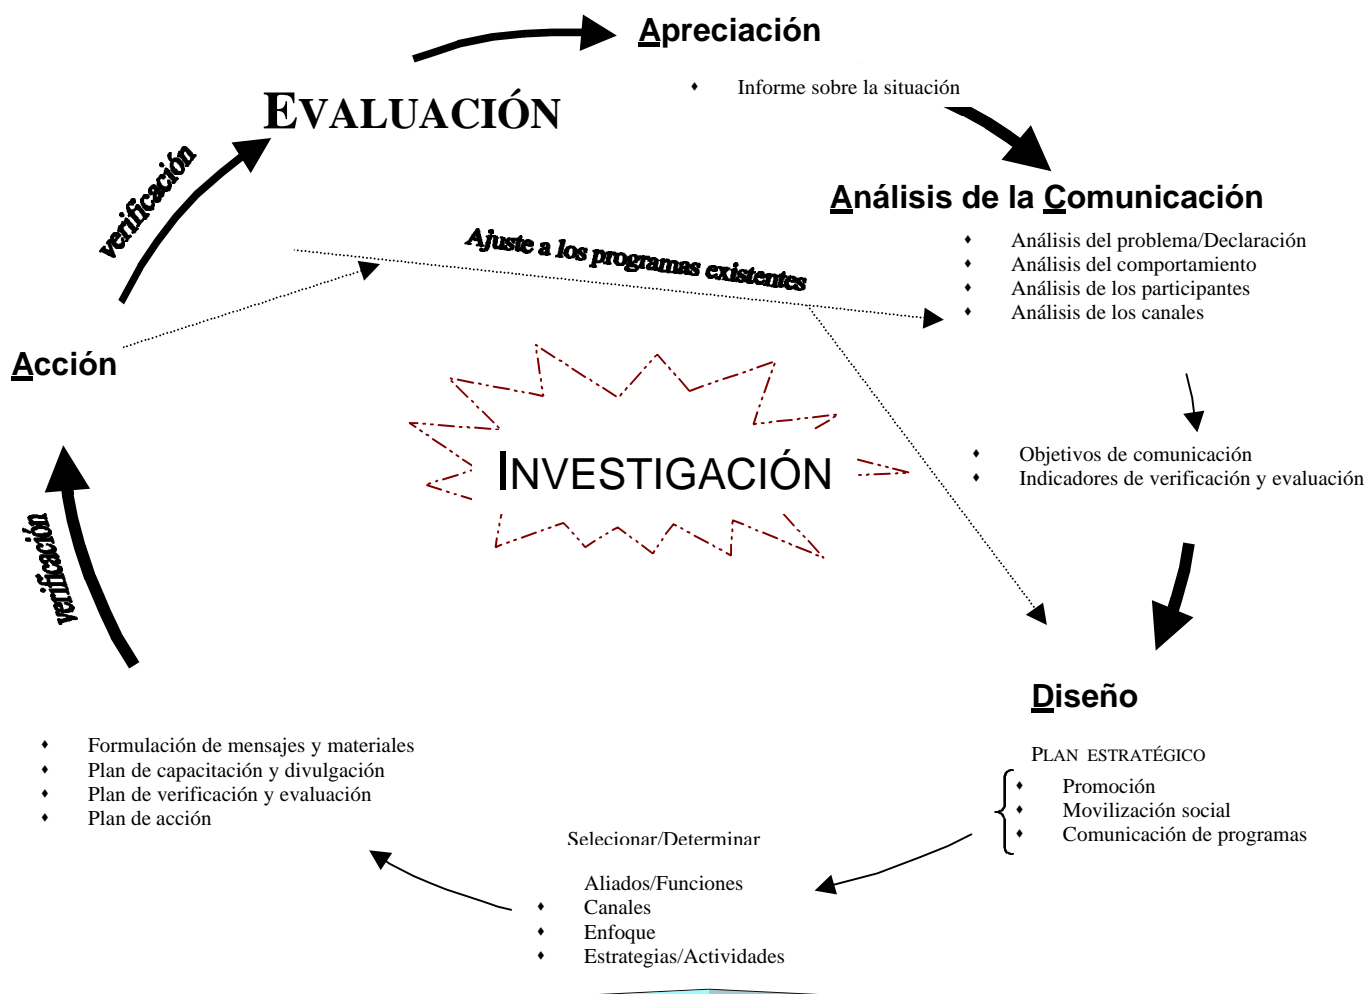 Apreciación
Informe sobre la situación
EVALUACIÓN
verificación
Análisis de la Comunicación
Análisis del problema/Declaración
Análisis del comportamiento
Análisis de los participantes
Análisis de los canales
Ajuste a los programas existentes
Acción
INVESTIGACIÓN
Objetivos de comunicación
Indicadores de verificación y evaluación
verificación
Diseño
PLAN ESTRATÉGICO
Promoción
Movilización social
Comunicación de programas
Formulación de mensajes y materiales
Plan de capacitación y divulgación
Plan de verificación y evaluación
Plan de acción
Selecionar/Determinar
Aliados/Funciones
Canales
Enfoque
Estrategias/Actividades